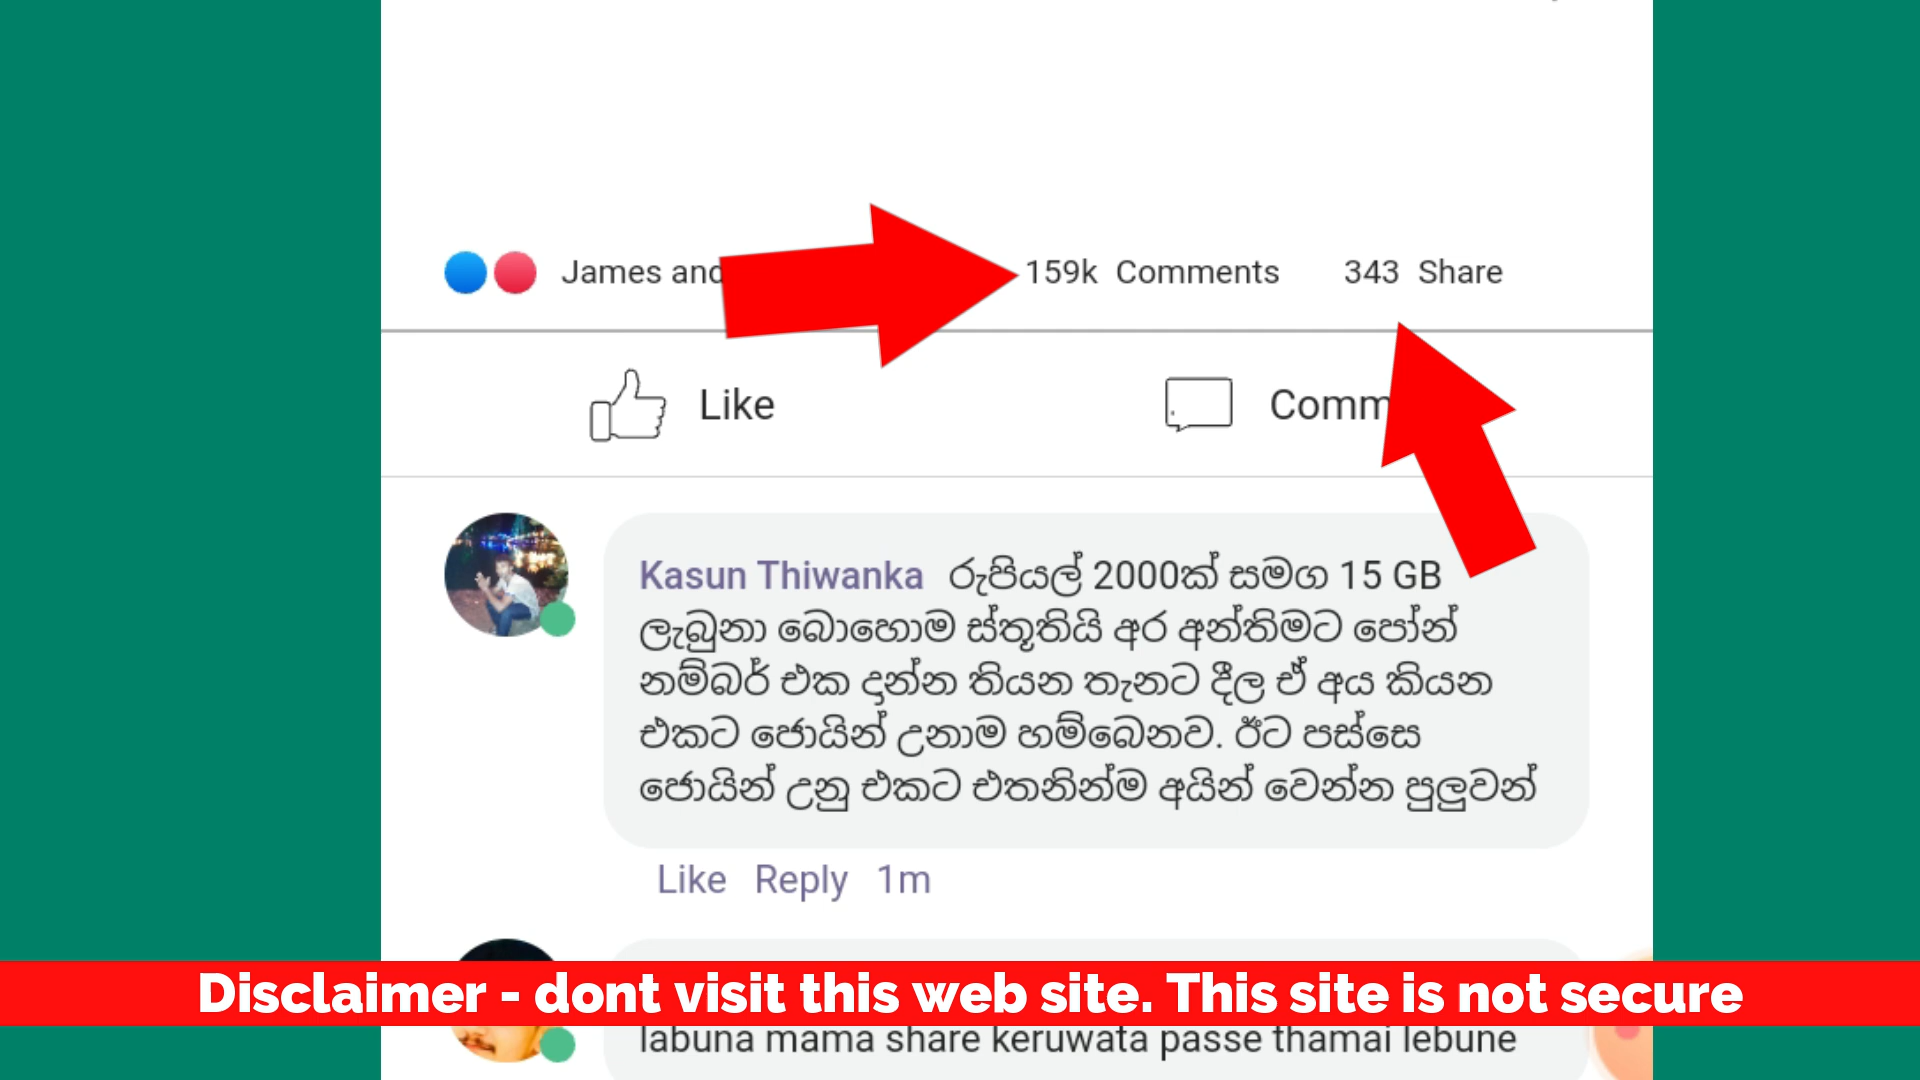 James and
159k Comments 343 Share
Like
Comm
Kasun Thiwanka රුපියල් 2000ක් සමග 15 GB
ලැබුනා බොහොම ස්තූතියි අර අන්තිමට පෝන්
නම්බර් එක දාන්න තියන තැනට දීල ඒ අය කියන
එකට ජොයින් උනාම හම්බෙනව. ඊට පස්සෙ
ජොයින් උනු එකට එතනින්ම අයින් වෙන්න පුලුවන්
Like Reply 1m
Disclaimer - dont visit this web site. This site is not secure
labuna mama share keruwata passe thamai lebune